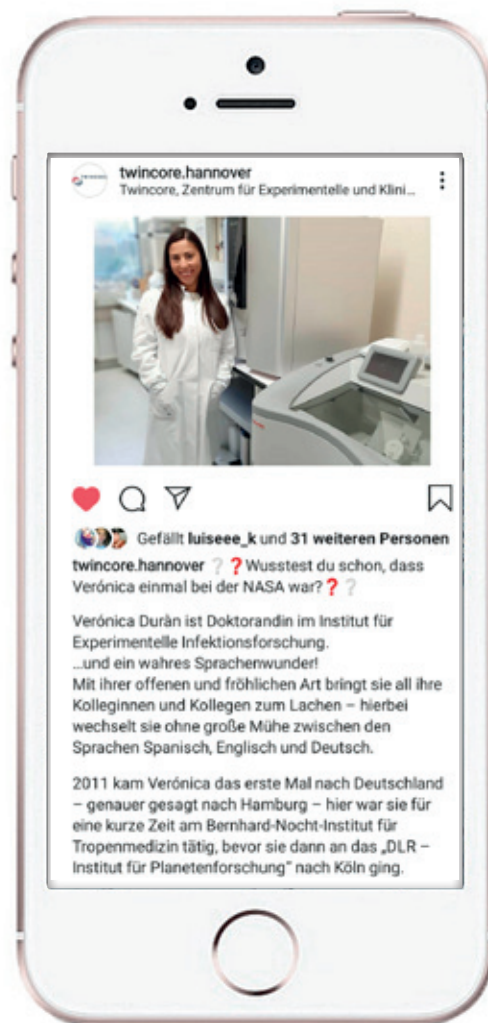 twincore.hannover
Twincore, Zentrum für Experimentelle und Klini...
Gefällt luiseee_k und 31 weiteren Personen
twincore.hannover ❔❓Wusstest du schon, dass
Verónica einmal bei der NASA war?❓❔
Verónica Duràn ist Doktorandin im Institut für
Experimentelle Infektionsforschung.
...und ein wahres Sprachenwunder!
Mit ihrer offenen und fröhlichen Art bringt sie all ihre
Kolleginnen und Kollegen zum Lachen – hierbei
wechselt sie ohne große Mühe zwischen den
Sprachen Spanisch, Englisch und Deutsch.
2011 kam Verónica das erste Mal nach Deutschland
– genauer gesagt nach Hamburg – hier war sie für
eine kurze Zeit am Bernhard-Nocht-Institut für
Tropenmedizin tätig, bevor sie dann an das „DLR –
Institut für Planetenforschung" nach Köln ging.